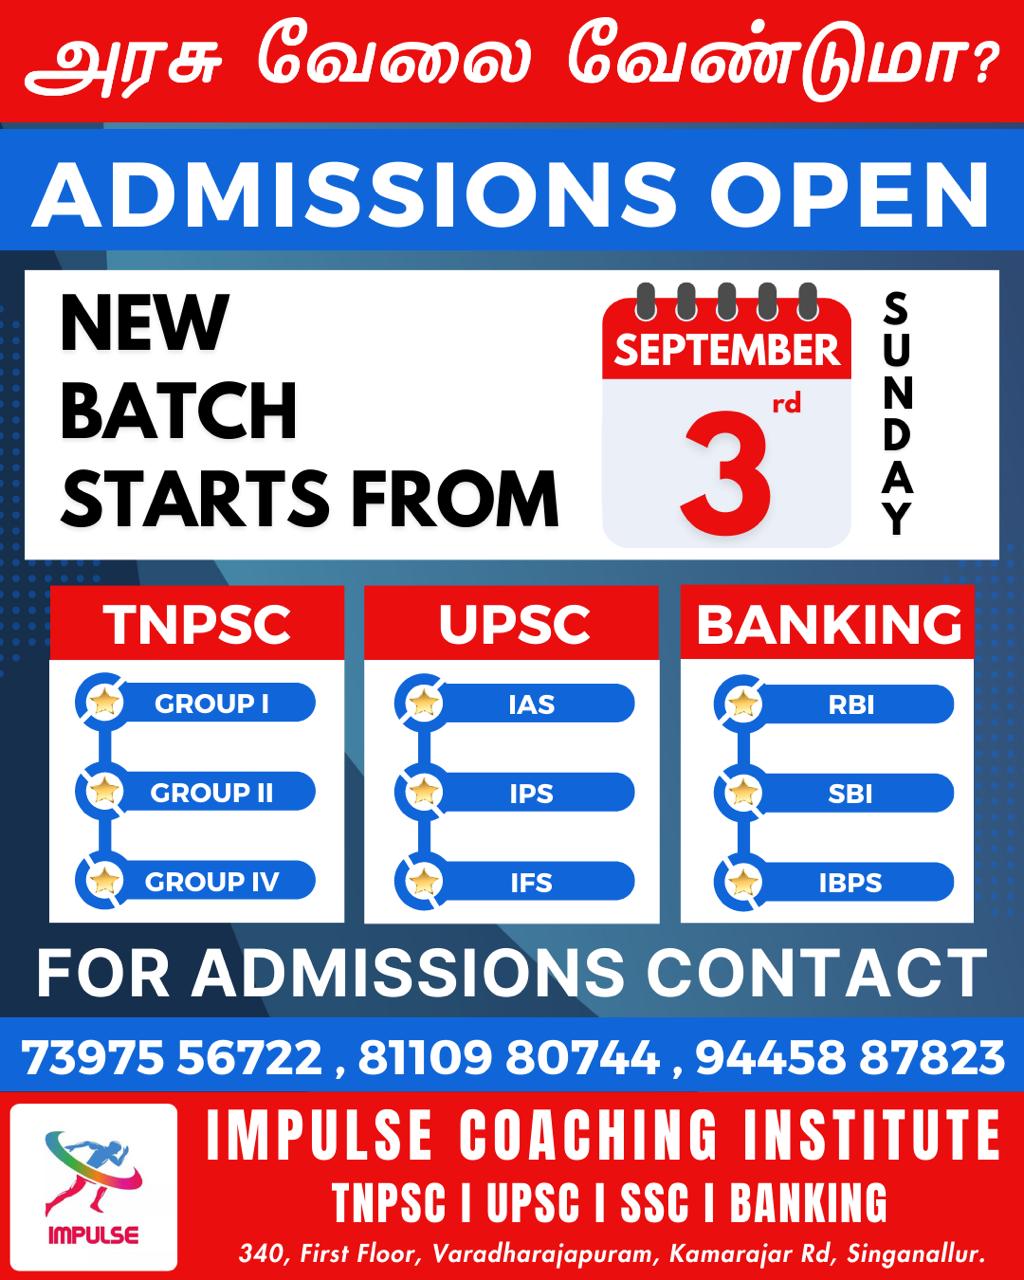 அரசு வேலை வேண்டுமா?
ADMISSIONS OPEN
NEW
BATCH
STARTS FROM
SEPTEMBER
3rd
SUNDAY
TNPSC
GROUP I
GROUP II
GROUP IV
UPSC
IAS
IPS
IFS
BANKING
RBI
SBI
IBPS
FOR ADMISSIONS CONTACT
73975 56722 , 81109 80744 , 94458 87823
IMPULSE
IMPULSE COACHING INSTITUTE
TNPSC I UPSC I SSC I BANKING
340, First Floor, Varadharajapuram, Kamarajar Rd, Singanallur.